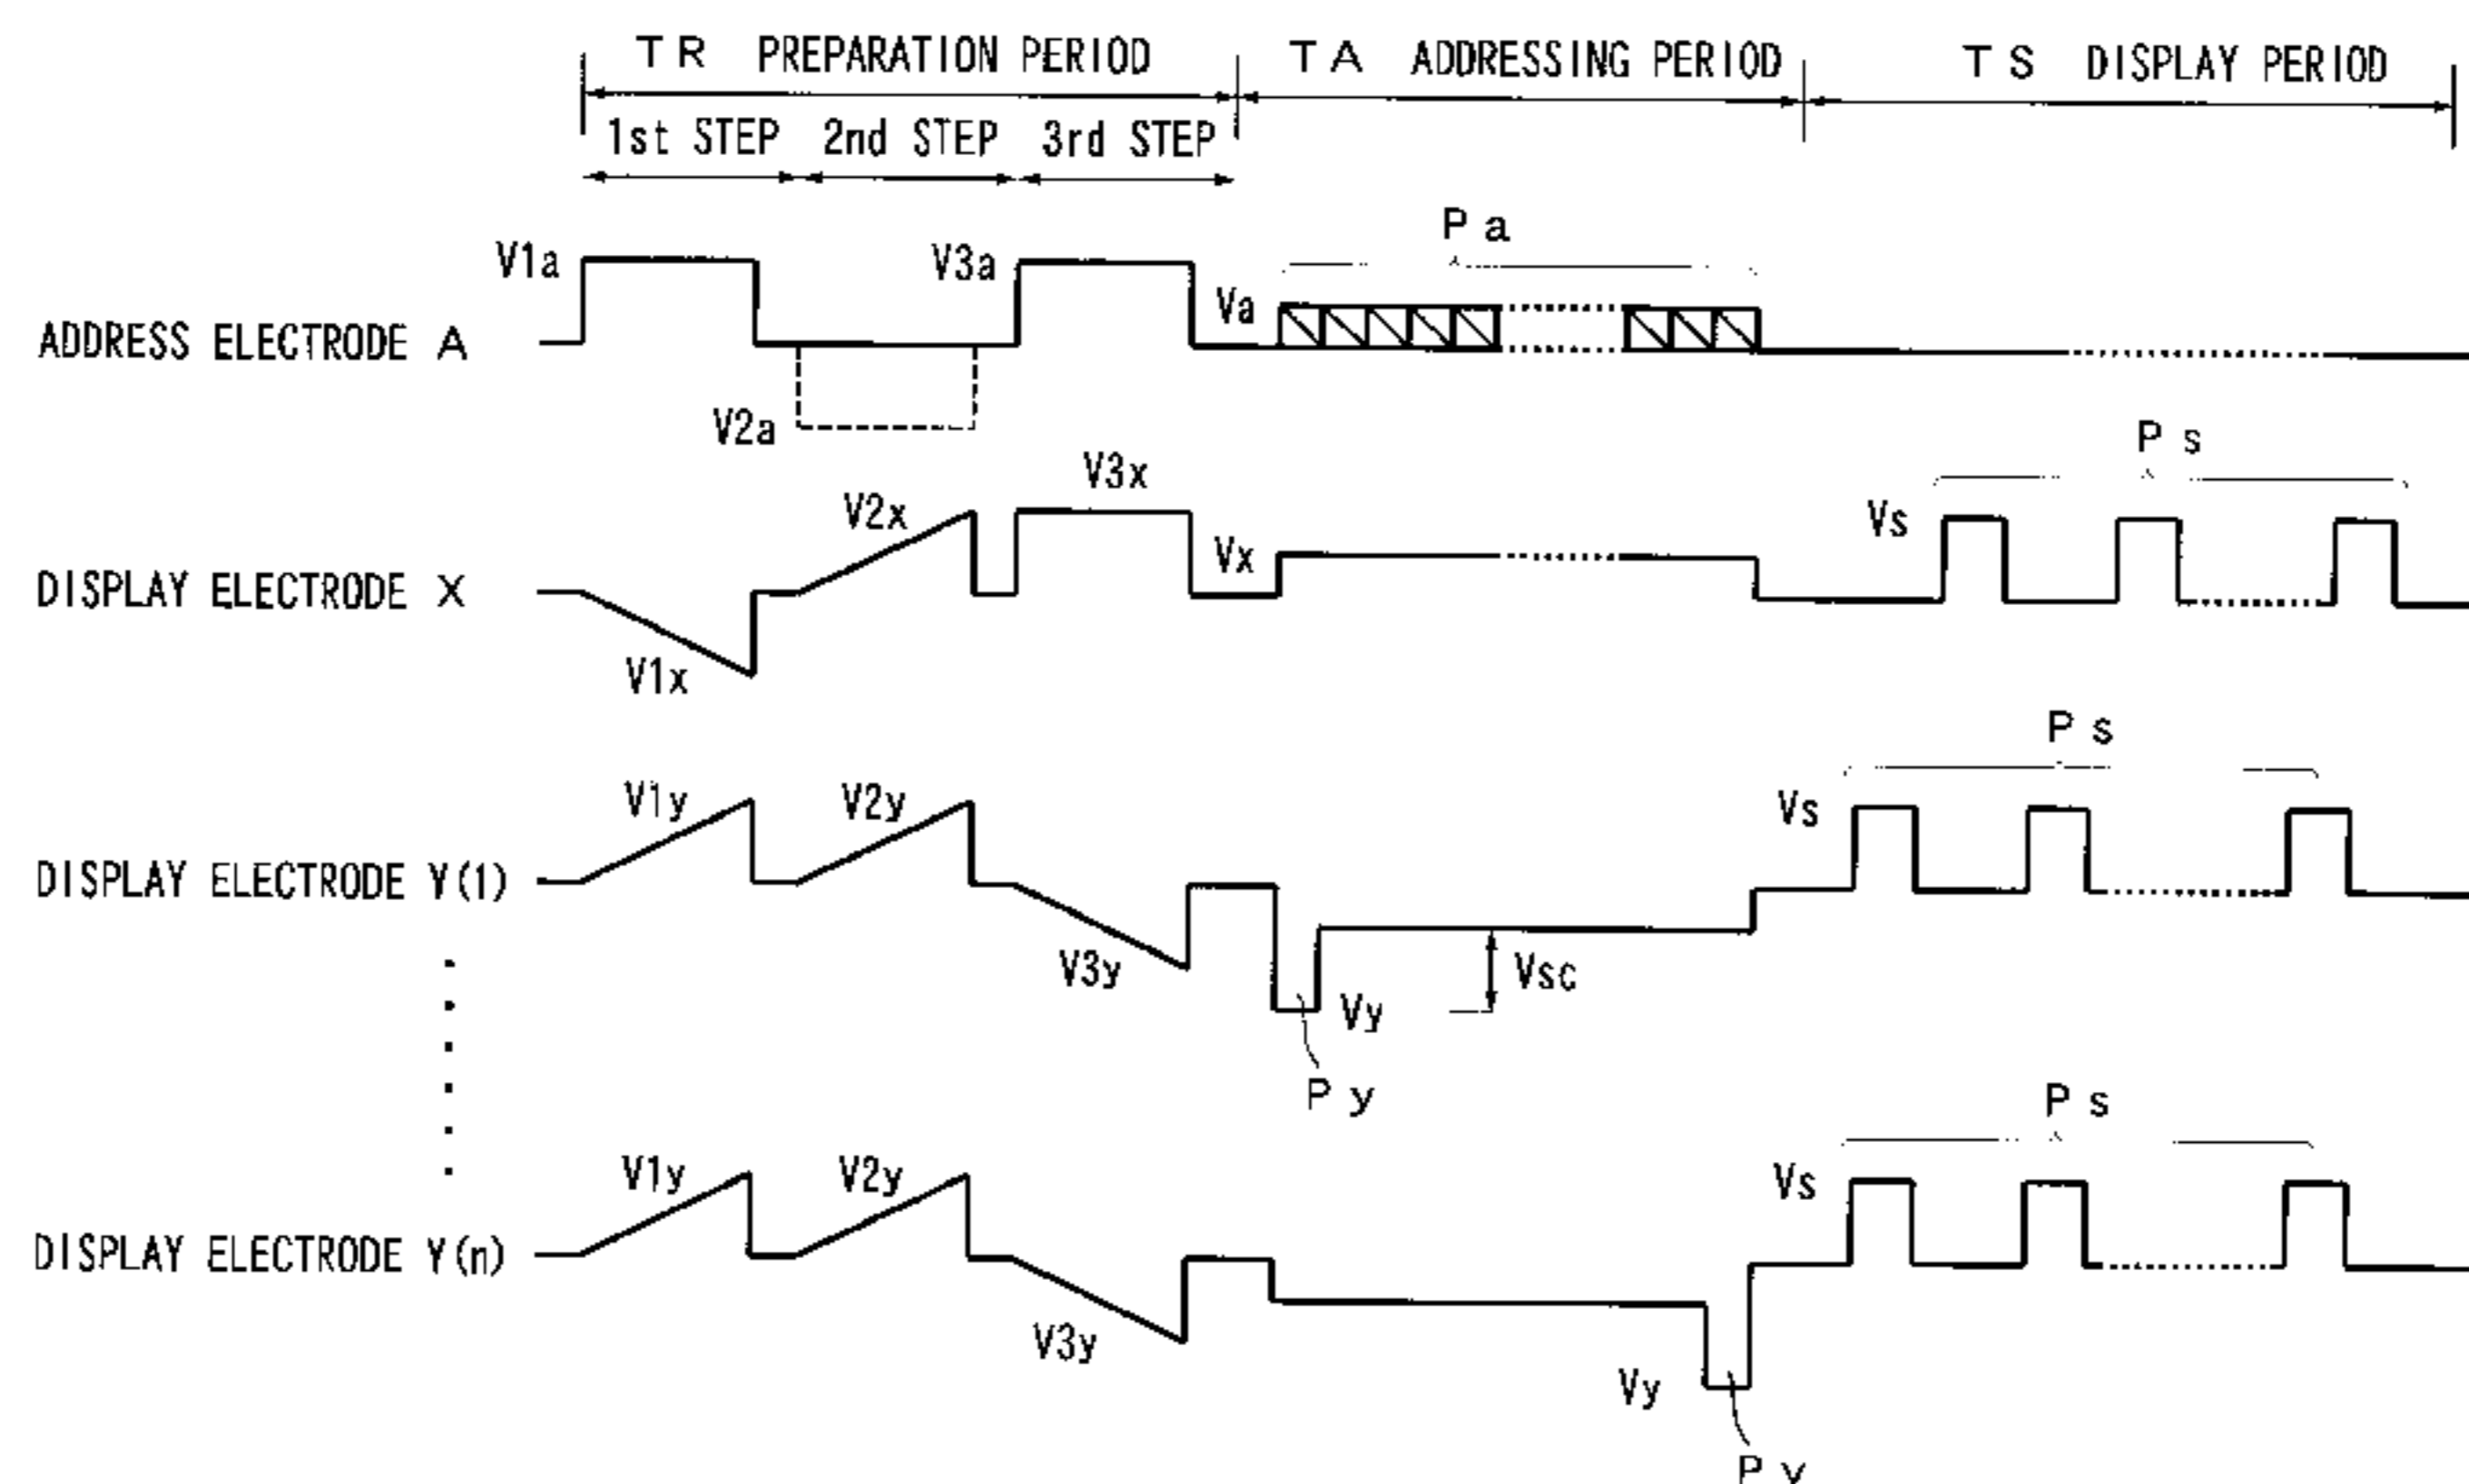 TR PREPARATION PERIOD TA ADDRESSING PERIOD TS DISPLAY PERIOD
1st STEP 2nd STEP 3rd STEP
Pa
V1a V3a Va
ADDRESS ELECTRODE A
V2a
Ps
V3x
V2x Vs
Vx
DISPLAY ELECTRODE X
V1x
Ps
V1y V2y Vs
DISPLAY ELECTRODE Y(1)
V3y Vsc
Vy
Py
Ps
V1y V2y Vs
DISPLAY ELECTRODE Y(n)
V3y
Vy
Py